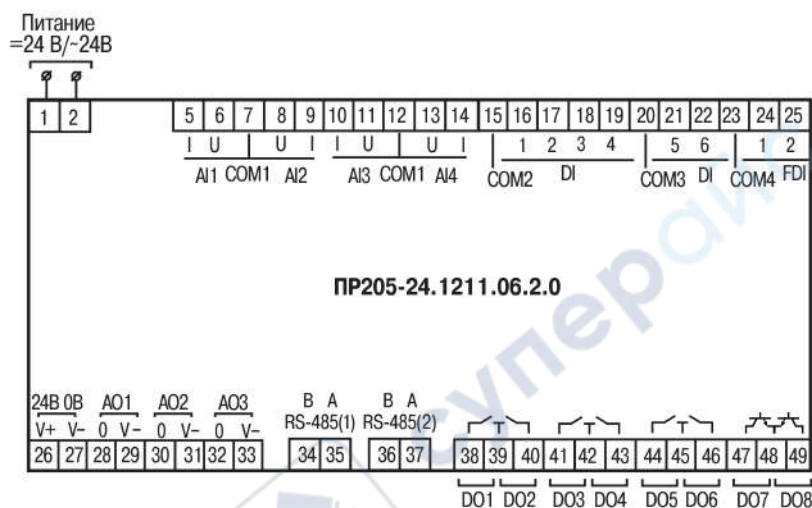 Питание
=24 В/~24В
1 2 5 6 7 8 9 10 11 12 13 14 15 16 17 18 19 20 21 22 23 24 25
I U U I I U U I 1 2 3 4 5 6 1 2
AI1 COM1 AI2 AI3 COM1 AI4 COM2 DI COM3 DI COM4 FDI
супер
ПР205-24.1211.06.2.0
24В 0В AO1 AO2 AO3 B A B A
V+ V- 0 V- 0 V- 0 V- RS-485(1) RS-485(2)
26 27 28 29 30 31 32 33 34 35 36 37 38 39 40 41 42 43 44 45 46 47 48 49
DO1 DO2 DO3 DO4 DO5 DO6 DO7 DO8